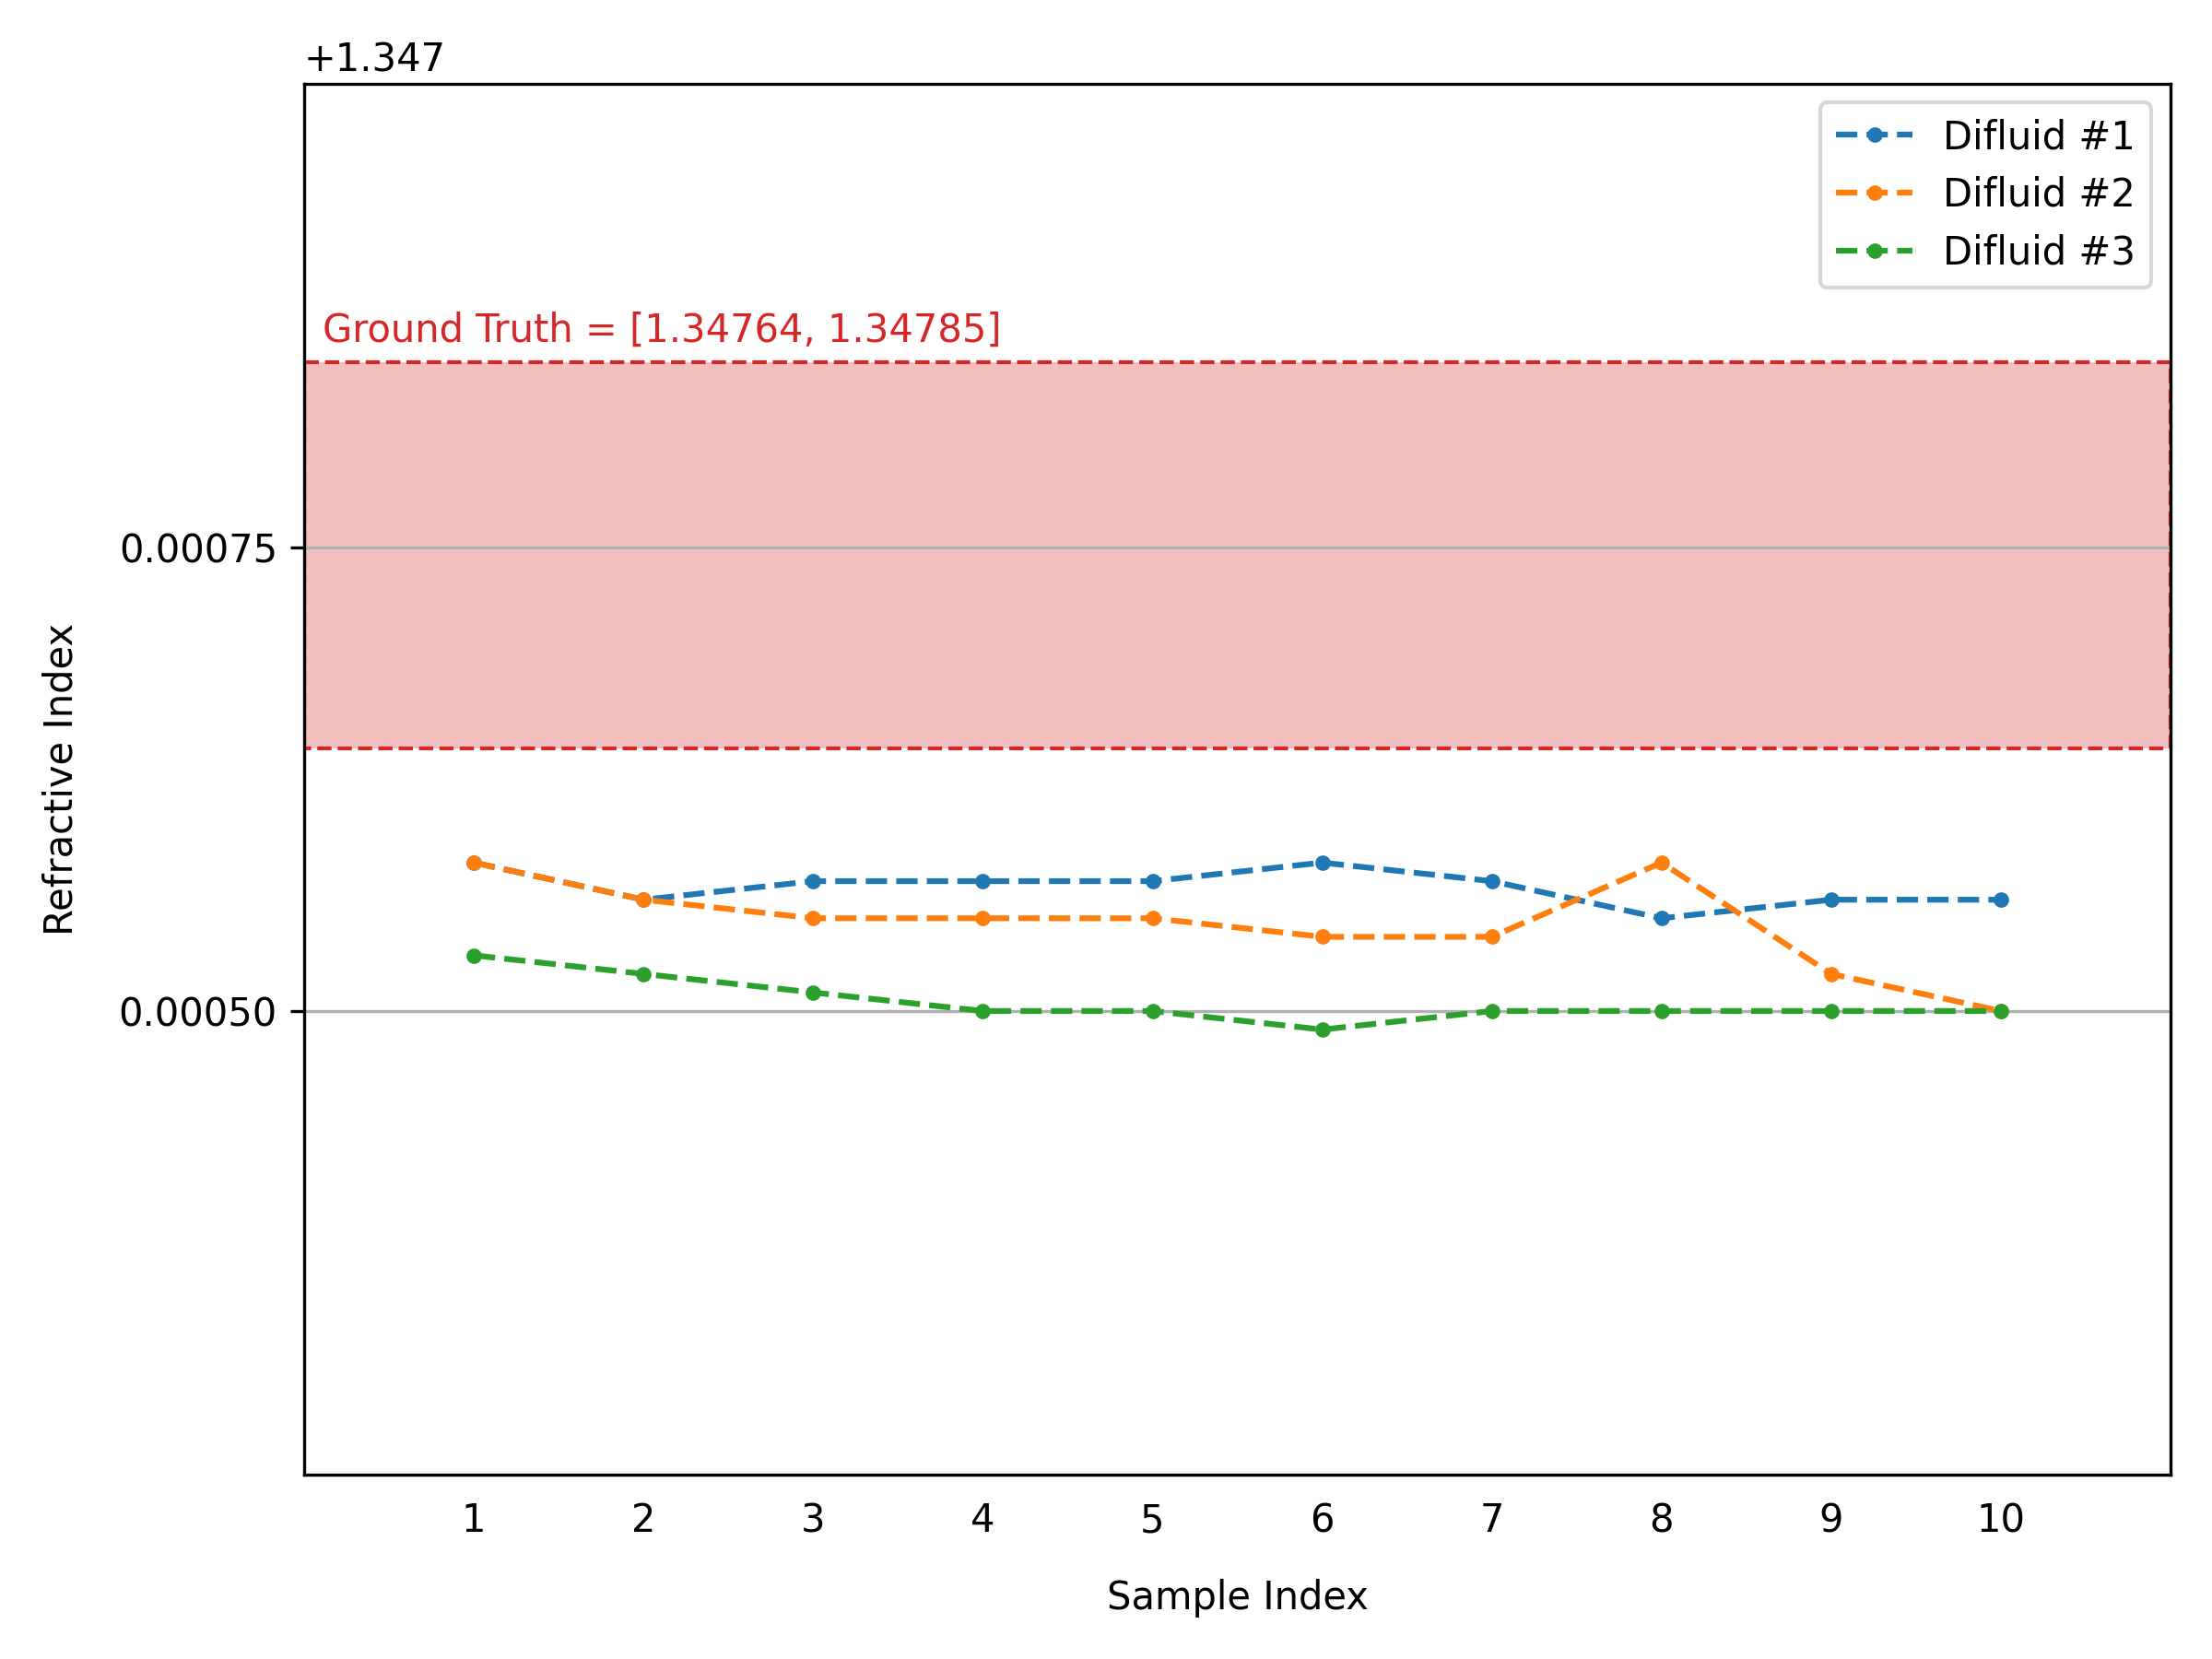 +1.347
Difluid #1
Difluid #2
Difluid #3
Ground Truth = [1.34764, 1.34785]
0.00075
Refractive Index
0.00050
1 2 3 4 5 6 7 8 9 10
Sample Index